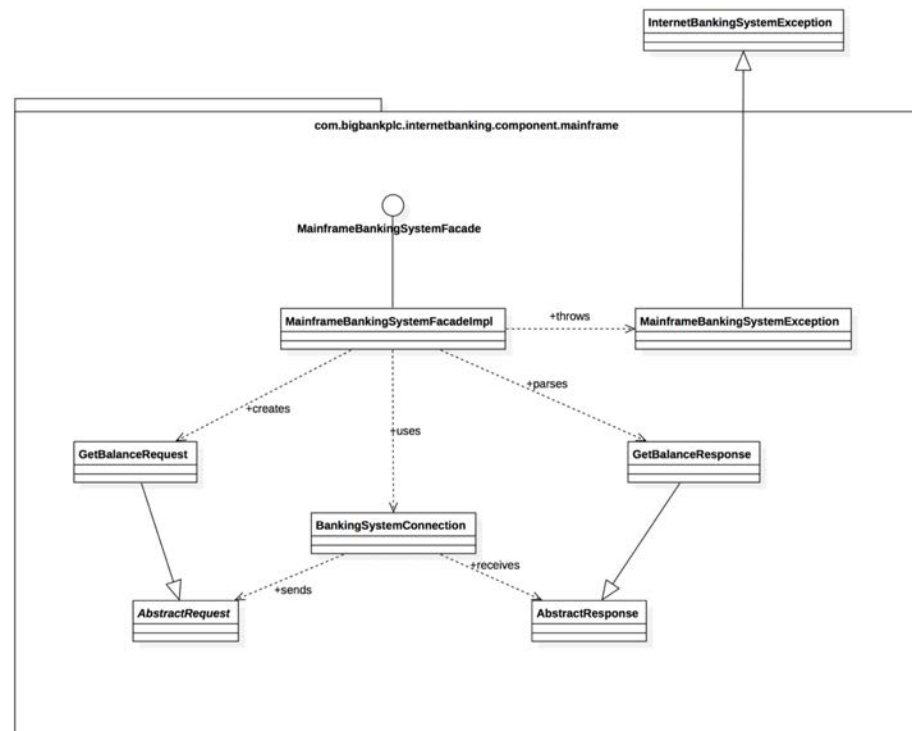 InternetBankingSystemException
com.bigbankplc.internetbanking.component.mainframe
MainframeBankingSystemFacade
MainframeBankingSystemFacadeImpl
+throws
MainframeBankingSystemException
+creates
+uses
+parses
GetBalanceRequest
GetBalanceResponse
BankingSystemConnection
+sends
+receives
AbstractRequest
AbstractResponse